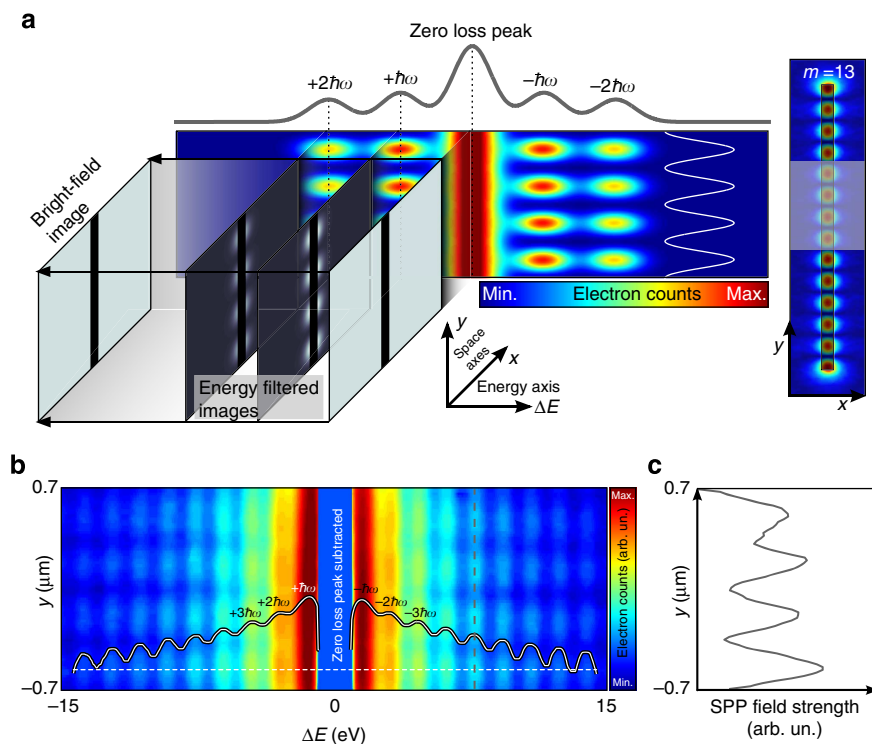 a
Zero loss peak
+2ħω
+ħω
−ħω
−2ħω
m =13
Bright-field
image
Min.
Electron counts
Max.
y
Space
axes
x
Energy axis
ΔE
Energy filtered
images
y
x
b
0.7
y (μm)
−0.7
+3ħω
+2ħω
+ħω
Zero loss peak subtracted
−ħω
−2ħω
−3ħω
Max.
Electron counts (arb. un.)
Min.
−15
0
15
ΔE (eV)
c
0.7
y (μm)
−0.7
SPP field strength
(arb. un.)